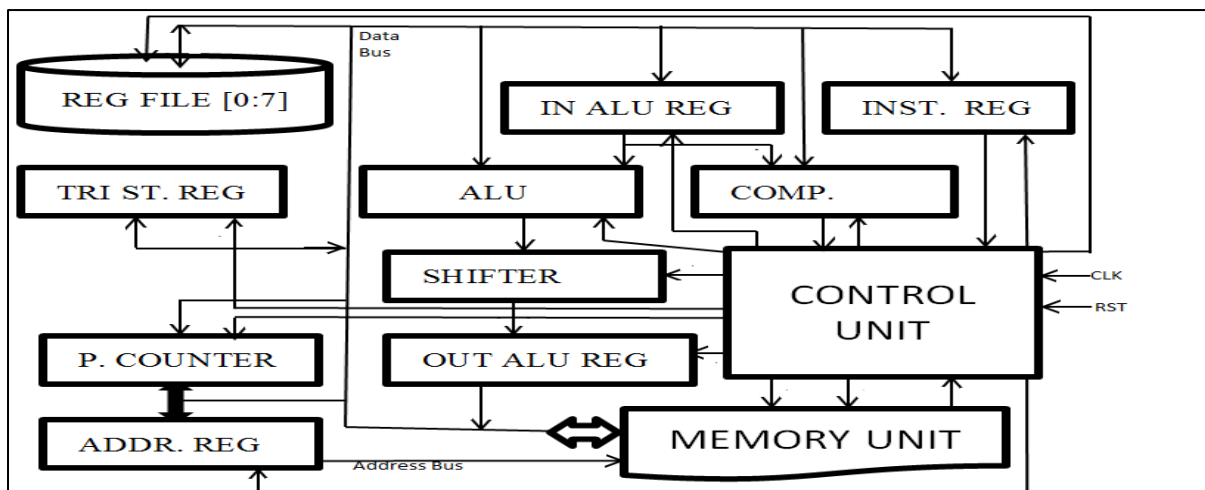 Data
Bus
REG FILE [0:7]
IN ALU REG
INST. REG
TRI ST. REG
ALU
COMP.
SHIFTER
CONTROL
UNIT
CLK
RST
P. COUNTER
OUT ALU REG
ADDR. REG
Address Bus
MEMORY UNIT